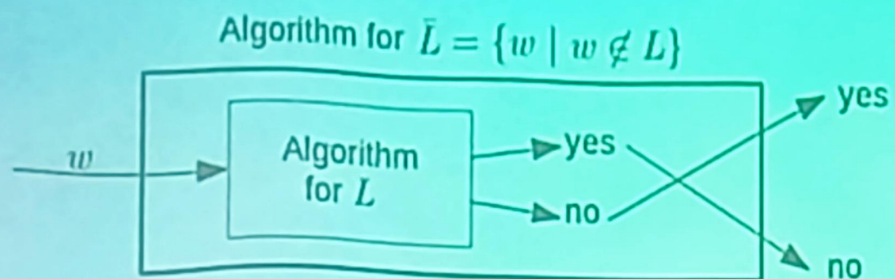 Algorithm for L̄ = {w | w ∉ L}
yes
w
Algorithm
for L
yes
no
no